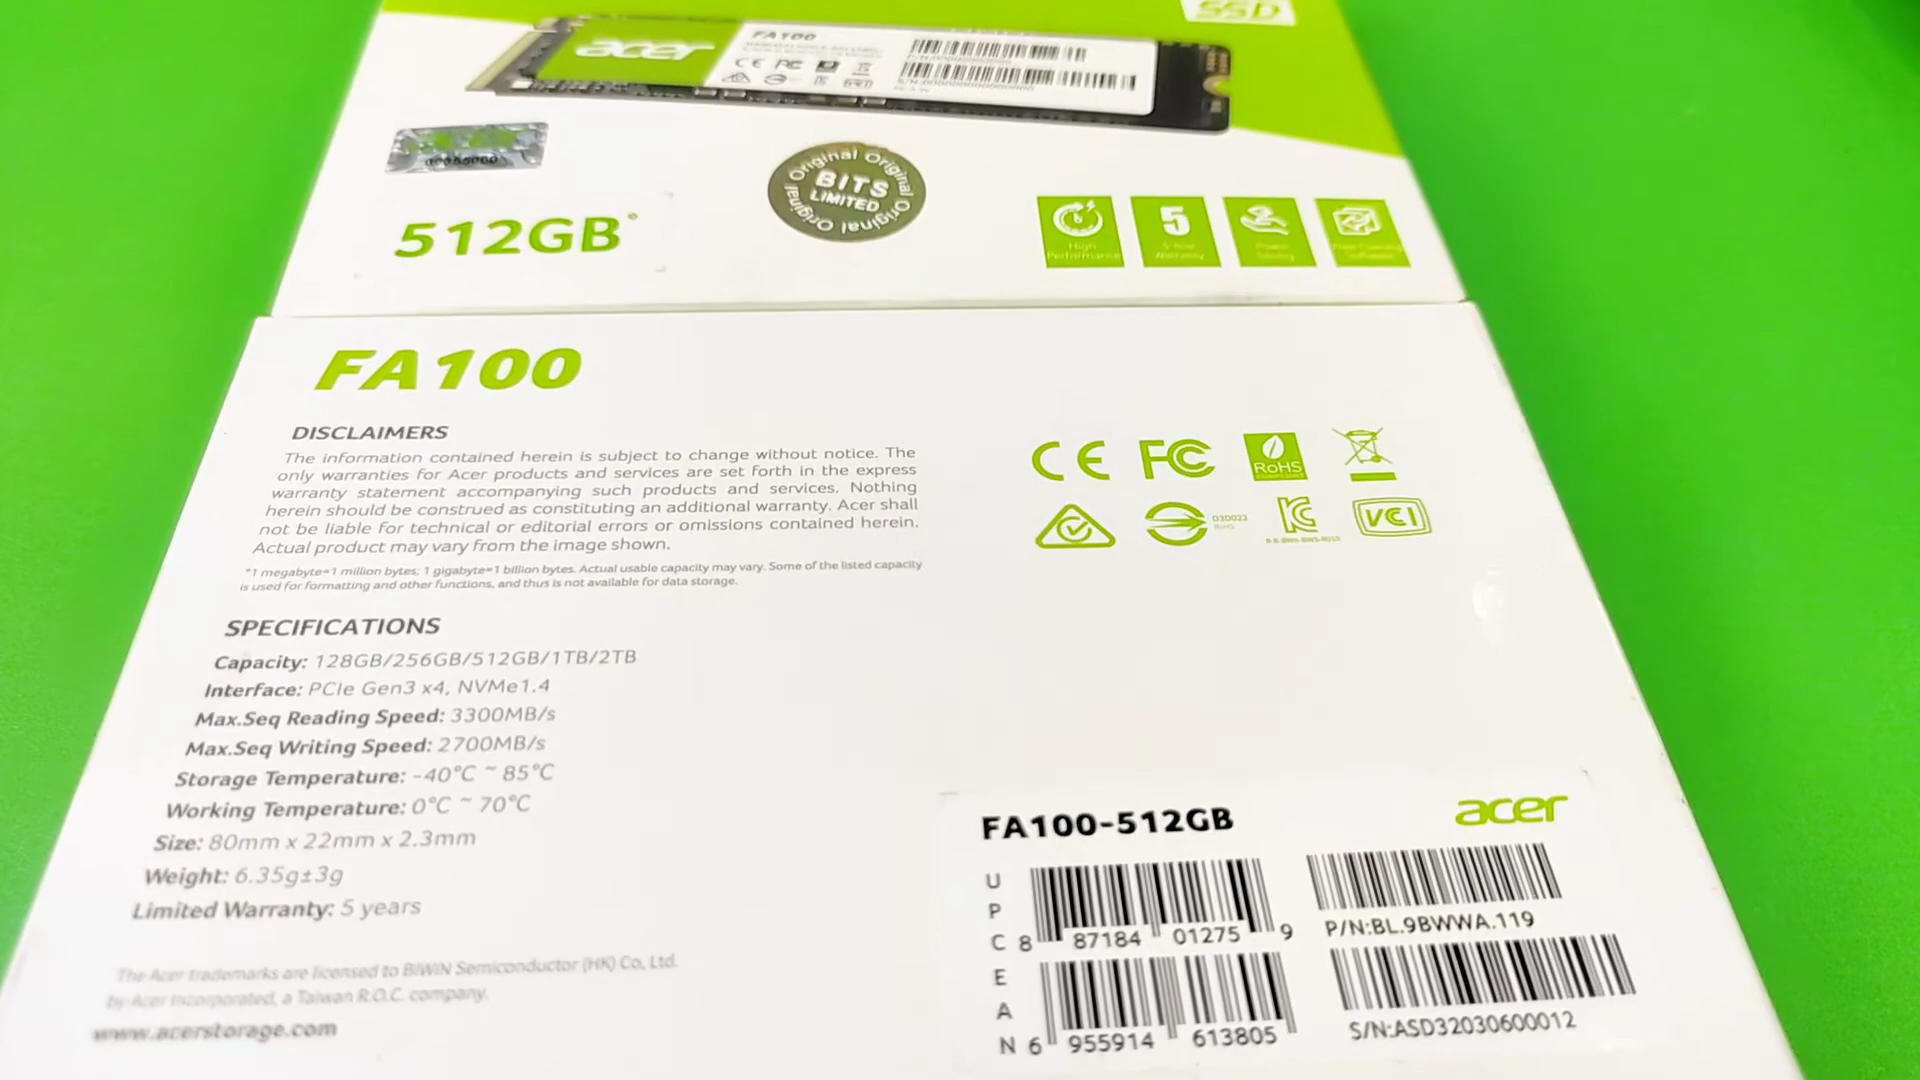 SSD
acer
FA100
512GB*
Original Original Original Original
BITS
LIMITED
High
Performance
5
5-Year
Warranty
Power
FA100
DISCLAIMERS
The information contained herein is subject to change without notice. The
only warranties for Acer products and services are set forth in the express
warranty statement accompanying such products and services. Nothing
herein should be construed as constituting an additional warranty. Acer shall
not be liable for technical or editorial errors or omissions contained herein.
Actual product may vary from the image shown.
*1 megabyte=1 million bytes; 1 gigabyte=1 billion bytes. Actual usable capacity may vary. Some of the listed capacity
is used for formatting and other functions, and thus is not available for data storage.
CE FC RoHS
D3D022
RoHS
VCI
SPECIFICATIONS
Capacity: 128GB/256GB/512GB/1TB/2TB
Interface: PCIe Gen3 x4, NVMe1.4
Max.Seq Reading Speed: 3300MB/s
Max.Seq Writing Speed: 2700MB/s
Storage Temperature: -40°C ~ 85°C
Working Temperature: 0°C ~ 70°C
Size: 80mm x 22mm x 2.3mm
Weight: 6.35g±3g
Limited Warranty: 5 years
The Acer trademarks are licensed to BIWIN Semiconductor (HK) Co., Ltd.
by Acer Incorporated, a Taiwan R.O.C. company.
www.acerstorage.com
FA100-512GB
acer
UPC
8 87184 01275 9
P/N:BL.9BWWA.119
EAN
6 955914 613805
S/N:ASD32030600012